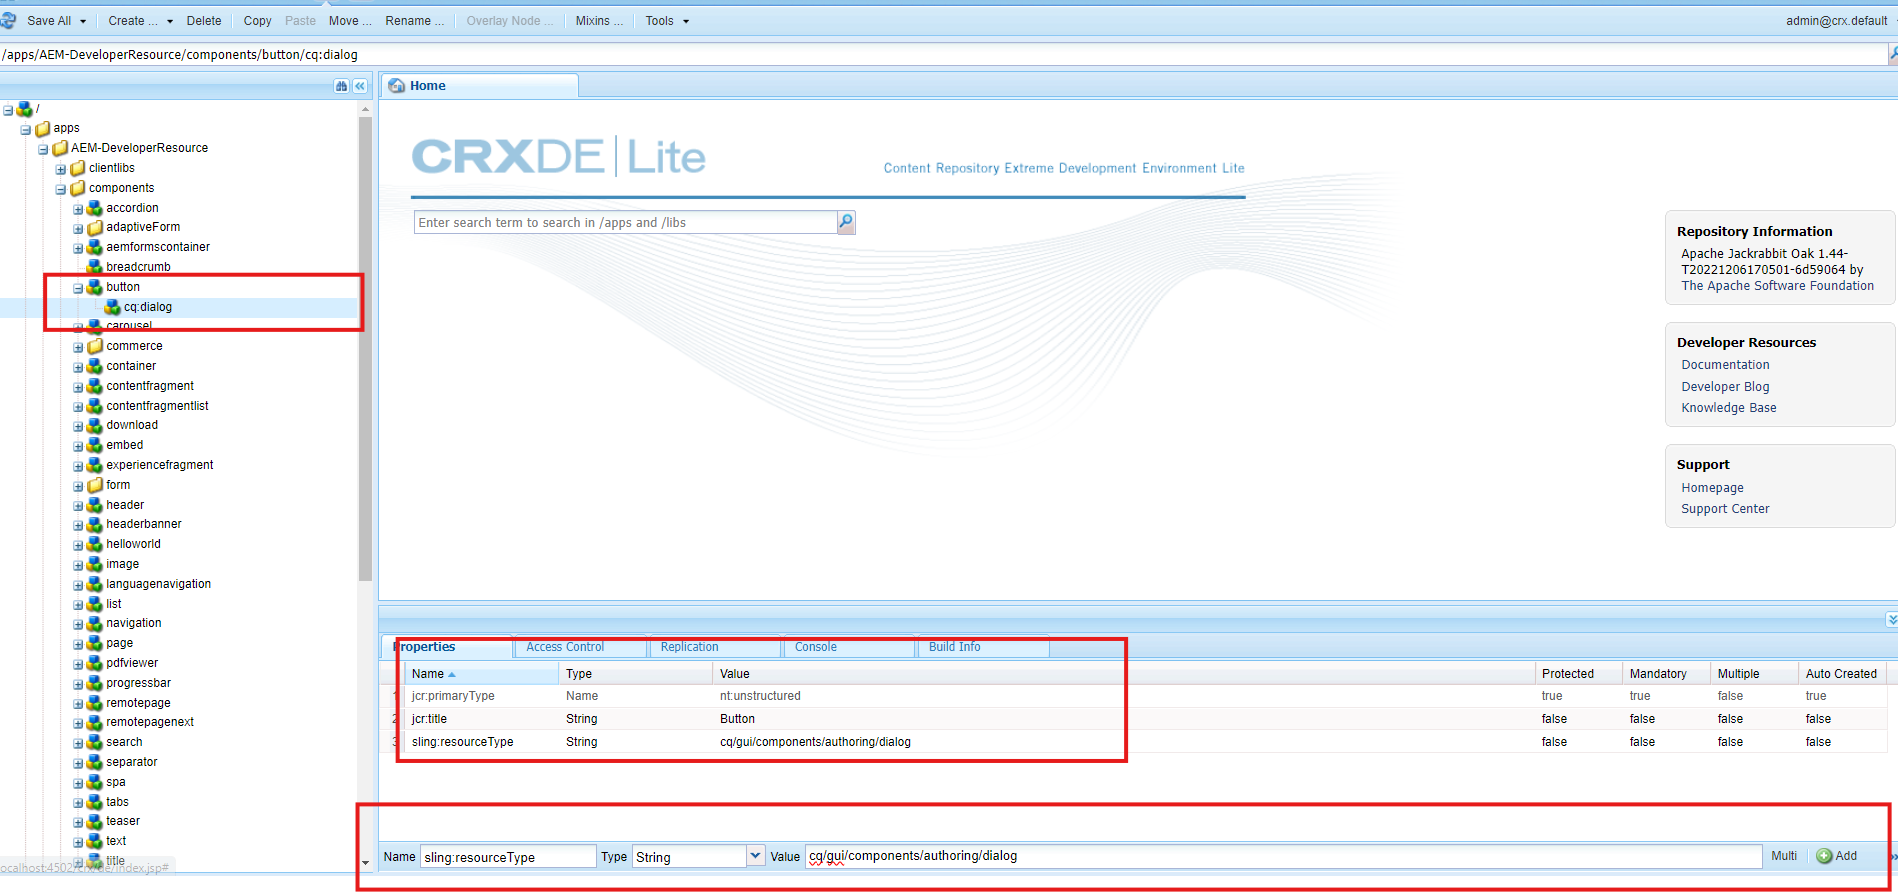 Save All Create ... Delete Copy Paste Move ... Rename ... Overlay Node ... Mixins ... Tools admin@crx.default
/apps/AEM-DeveloperResource/components/button/cq:dialog
/
apps
AEM-DeveloperResource
clientlibs
components
accordion
adaptiveForm
aemformscontainer
breadcrumb
button
cq:dialog
carousel
commerce
container
contentfragment
contentfragmentlist
download
embed
experiencefragment
form
header
headerbanner
helloworld
image
languagenavigation
list
navigation
page
pdfviewer
progressbar
remotepage
remotepagenext
search
separator
spa
tabs
teaser
text
title
ocalhost:4502/crx/de/index.jsp#
Home
CRXDE Lite
Content Repository Extreme Development Environment Lite
Enter search term to search in /apps and /libs
Repository Information
Apache Jackrabbit Oak 1.44-
T20221206170501-6d59064 by
The Apache Software Foundation
Developer Resources
Documentation
Developer Blog
Knowledge Base
Support
Homepage
Support Center
Properties Access Control Replication Console Build Info
Name Type Value Protected Mandatory Multiple Auto Created
1 jcr:primaryType Name nt:unstructured true true false true
2 jcr:title String Button false false false false
3 sling:resourceType String cq/gui/components/authoring/dialog false false false false
Name sling:resourceType Type String Value cq/gui/components/authoring/dialog Multi Add